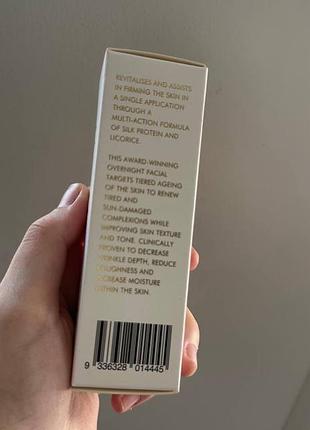 REVITALISES AND ASSISTS
IN FIRMING THE SKIN IN
A SINGLE APPLICATION
THROUGH A
MULTI-ACTION FORMULA
OF SILK PROTEIN AND
LICORICE.
THIS AWARD-WINNING
OVERNIGHT FACIAL
TARGETS TIERED AGEING
OF THE SKIN TO RENEW
TIRED AND
SUN-DAMAGED
COMPLEXIONS WHILE
IMPROVING SKIN TEXTURE
AND TONE. CLINICALLY
PROVEN TO DECREASE
WRINKLE DEPTH, REDUCE
ROUGHNESS AND
INCREASE MOISTURE
WITHIN THE SKIN.
9 336328 014445